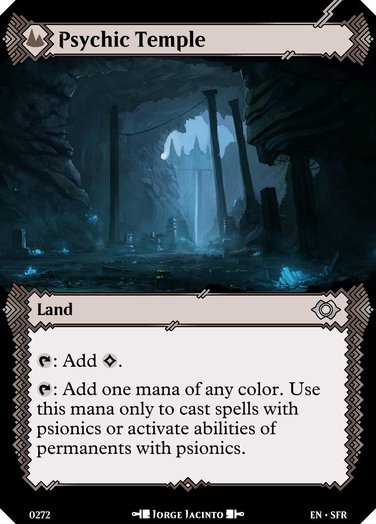 Psychic Temple
Land
: Add .
: Add one mana of any color. Use
this mana only to cast spells with
psionics or activate abilities of
permanents with psionics.
0272
Jorge Jacinto
EN • SFR